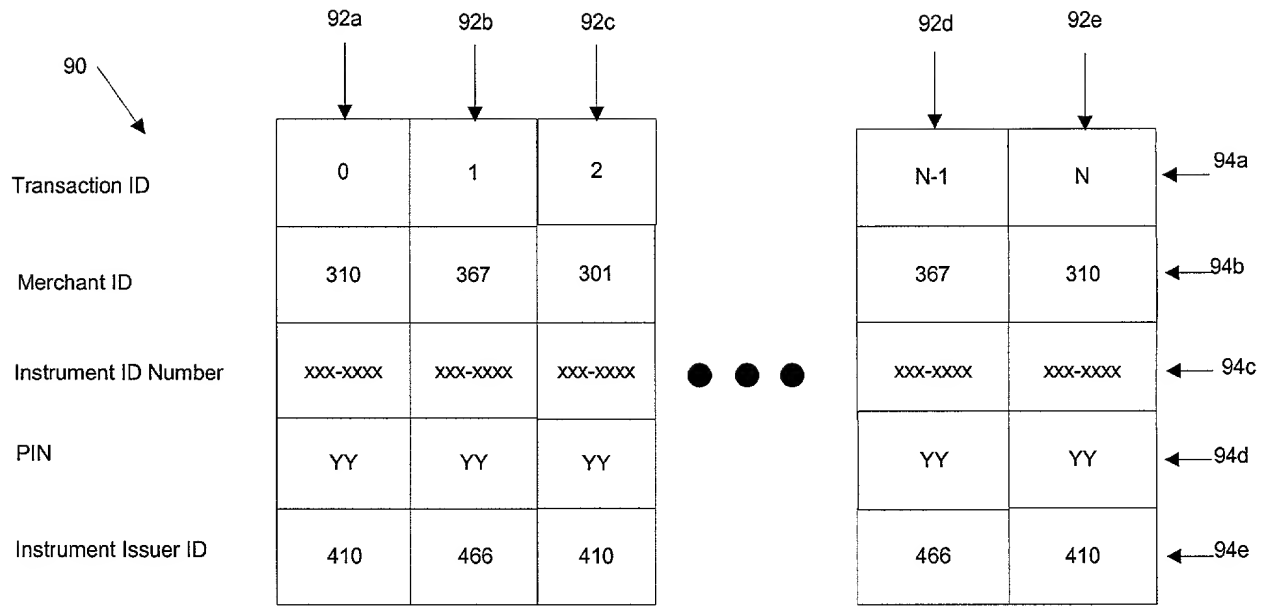 92a 92b 92c 92d 92e
90
Transaction ID 0 1 2 N-1 N 94a
Merchant ID 310 367 301 367 310 94b
Instrument ID Number xxx-xxxx xxx-xxxx xxx-xxxx xxx-xxxx xxx-xxxx 94c
PIN YY YY YY YY YY 94d
Instrument Issuer ID 410 466 410 466 410 94e